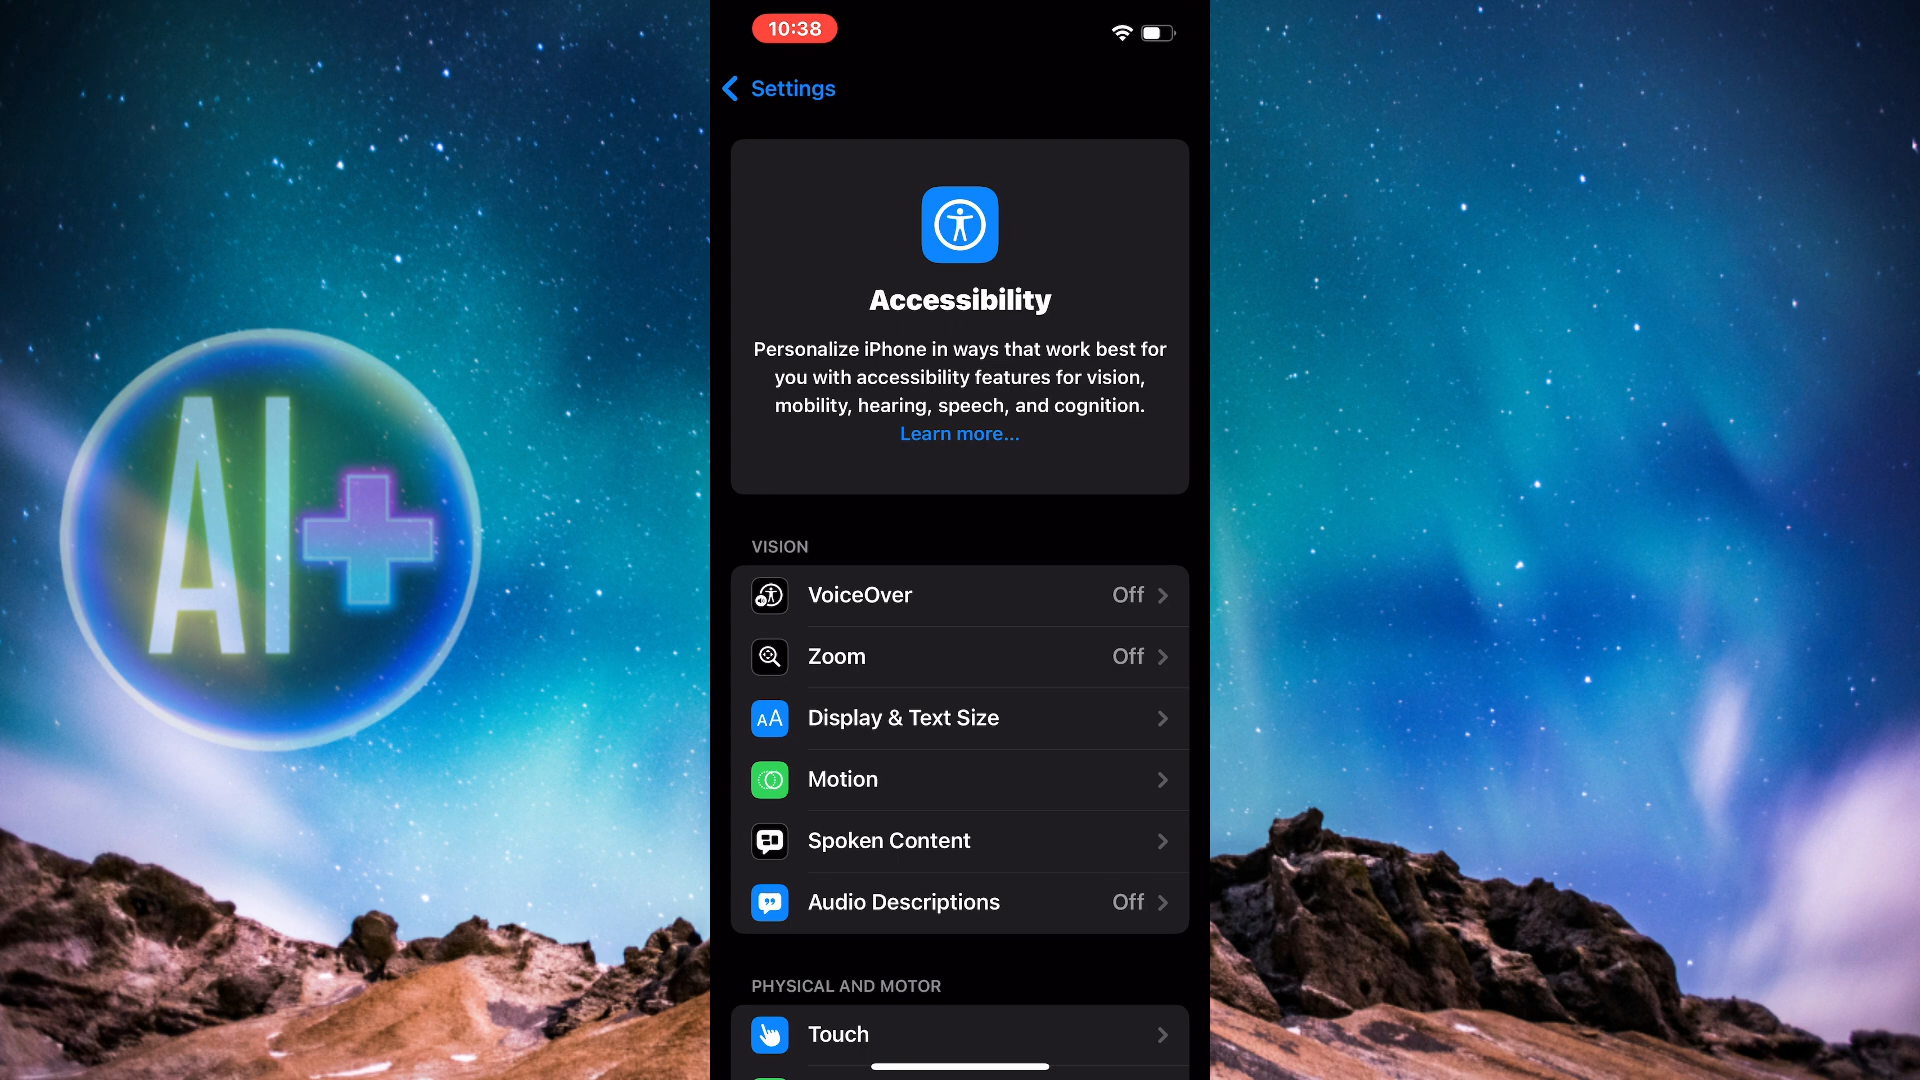 10:38
Settings
Accessibility
Personalize iPhone in ways that work best for
you with accessibility features for vision,
mobility, hearing, speech, and cognition.
Learn more...
VISION
VoiceOver Off
Zoom Off
AA Display & Text Size
Motion
Spoken Content
Audio Descriptions Off
PHYSICAL AND MOTOR
Touch
AI+